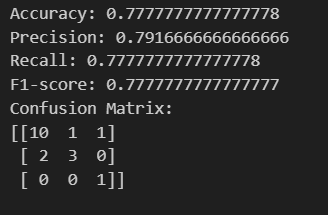 Accuracy: 0.7777777777777778
Precision: 0.7916666666666666
Recall: 0.7777777777777778
F1-score: 0.7777777777777777
Confusion Matrix:
[[10  1  1]
 [ 2  3  0]
 [ 0  0  1]]